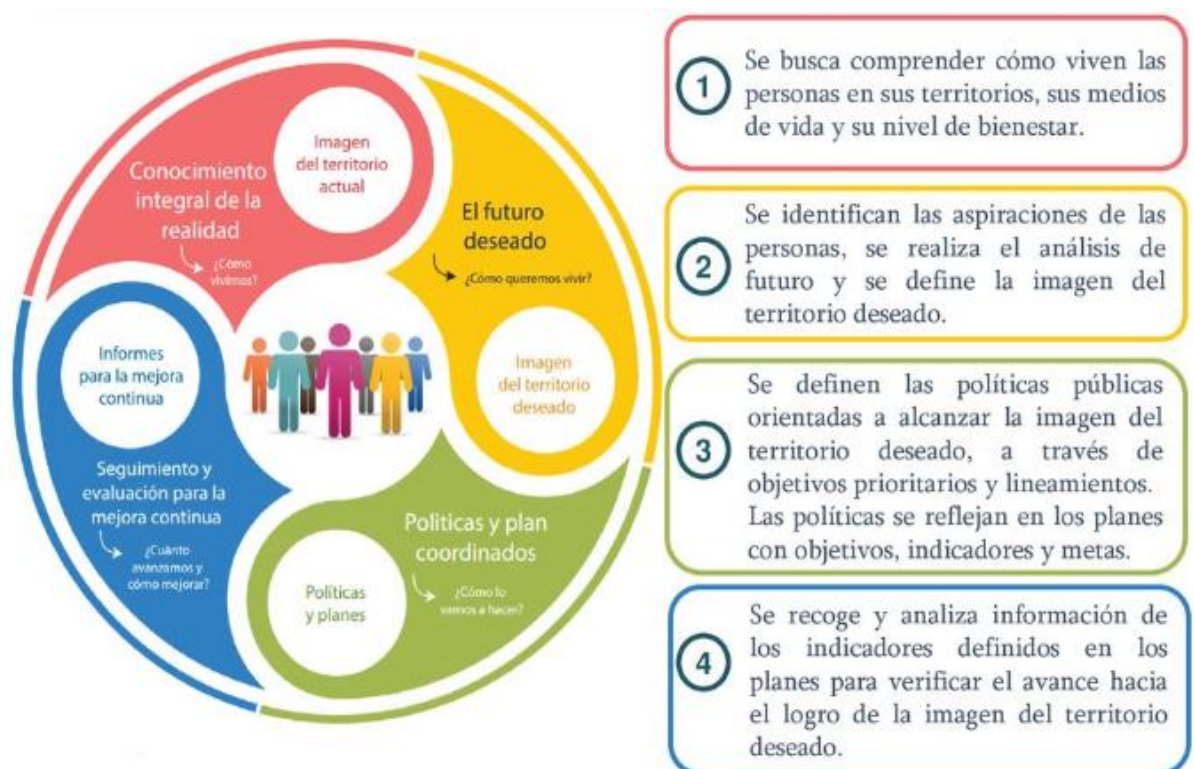 Conocimiento
integral de la
realidad
¿Cómo
vivimos?
Imagen
del territorio
actual
El futuro
deseado
¿Cómo queremos vivir?
Imagen
del territorio
deseado
Politicas y plan
coordinados
¿Cómo lo
vamos a hacer?
Políticas
y planes
Seguimiento y
evaluación para la
mejora continua
¿Cuánto
avanzamos y
cómo mejorar?
Informes
para la mejora
continua
1
Se busca comprender cómo viven las
personas en sus territorios, sus medios
de vida y su nivel de bienestar.
2
Se identifican las aspiraciones de las
personas, se realiza el análisis de
futuro y se define la imagen del
territorio deseado.
3
Se definen las políticas públicas
orientadas a alcanzar la imagen del
territorio deseado, a través de
objetivos prioritarios y lineamientos.
Las políticas se reflejan en los planes
con objetivos, indicadores y metas.
4
Se recoge y analiza información de
los indicadores definidos en los
planes para verificar el avance hacia
el logro de la imagen del territorio
deseado.